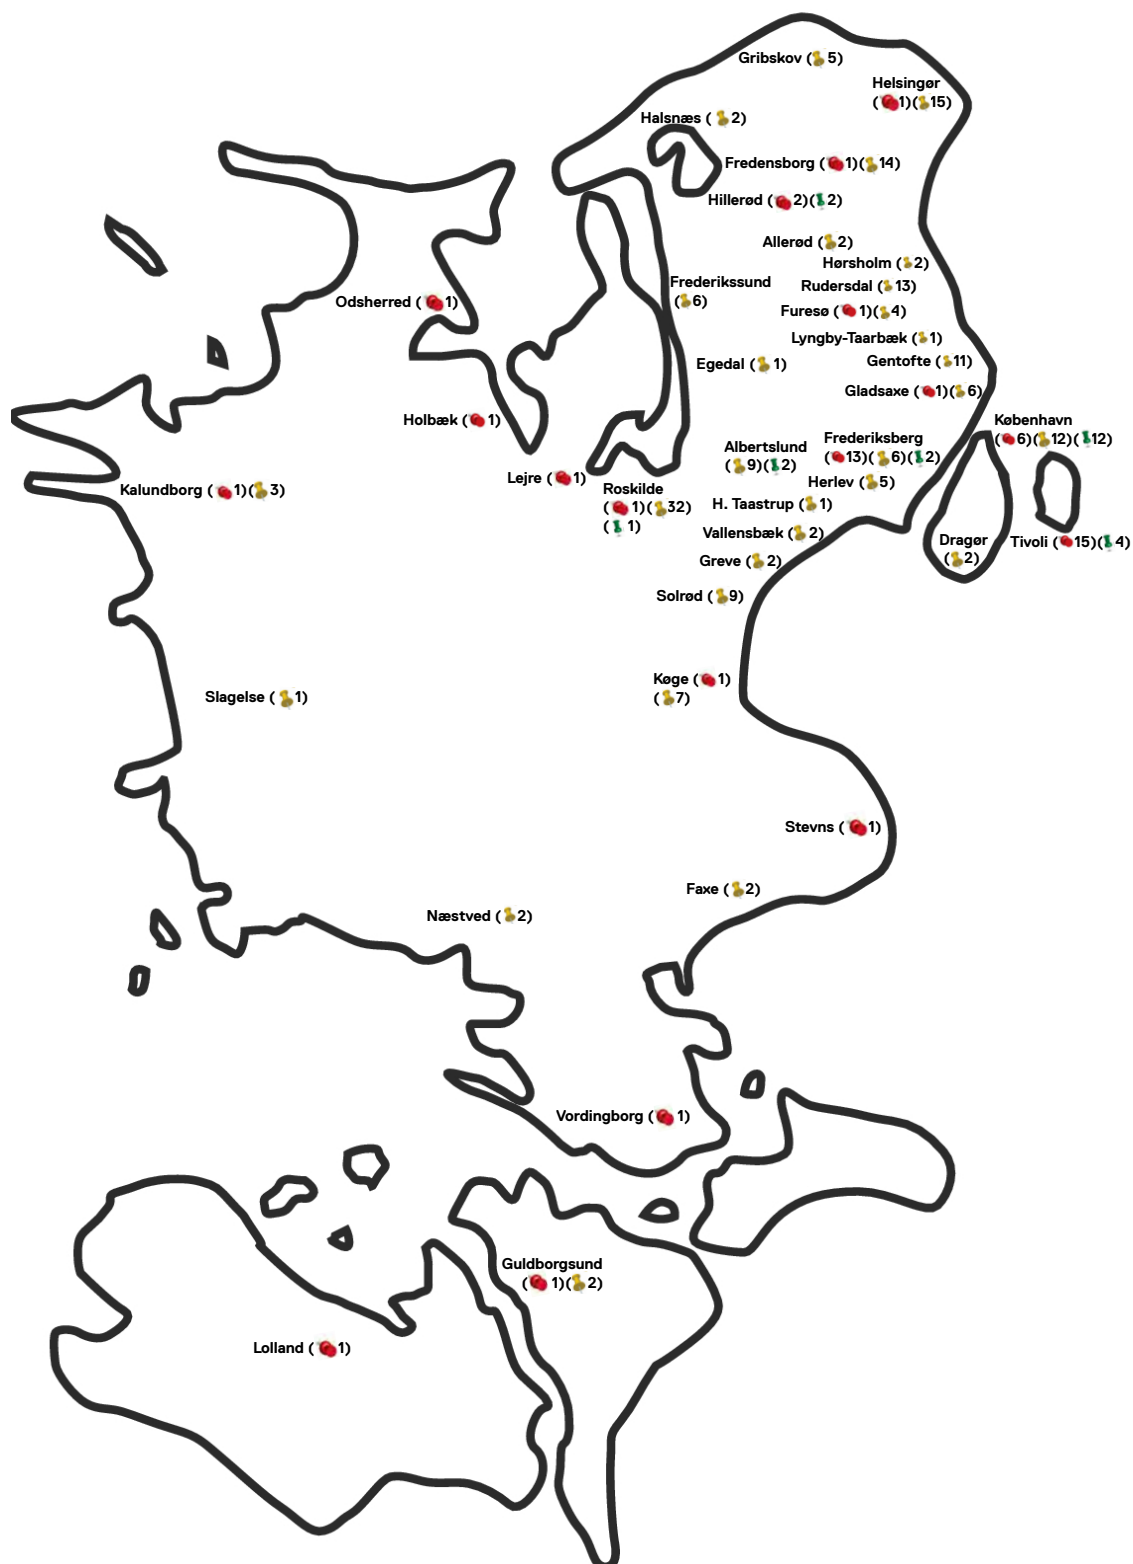 Gribskov ( 5)
Helsingør
( 1)( 15)
Halsnæs ( 2)
Fredensborg ( 1)( 14)
Hillerød ( 2)( 2)
Allerød ( 2)
Hørsholm ( 2)
Frederikssund
( 6)
Rudersdal ( 13)
Odsherred ( 1)
Furesø ( 1)( 4)
Lyngby-Taarbæk ( 1)
Egedal ( 1)
Gentofte ( 11)
Gladsaxe ( 1)( 6)
Holbæk ( 1)
København
( 6)( 12)( 12)
Albertslund
( 9)( 2)
Frederiksberg
( 13)( 6)( 2)
Lejre ( 1)
Herlev ( 5)
Kalundborg ( 1)( 3)
Roskilde
( 1)( 32)
( 1)
H. Taastrup ( 1)
Vallensbæk ( 2)
Dragør
( 2)
Tivoli ( 15)( 4)
Greve ( 2)
Solrød ( 9)
Køge ( 1)
( 7)
Slagelse ( 1)
Stevns ( 1)
Faxe ( 2)
Næstved ( 2)
Vordingborg ( 1)
Guldborgsund
( 1)( 2)
Lolland ( 1)